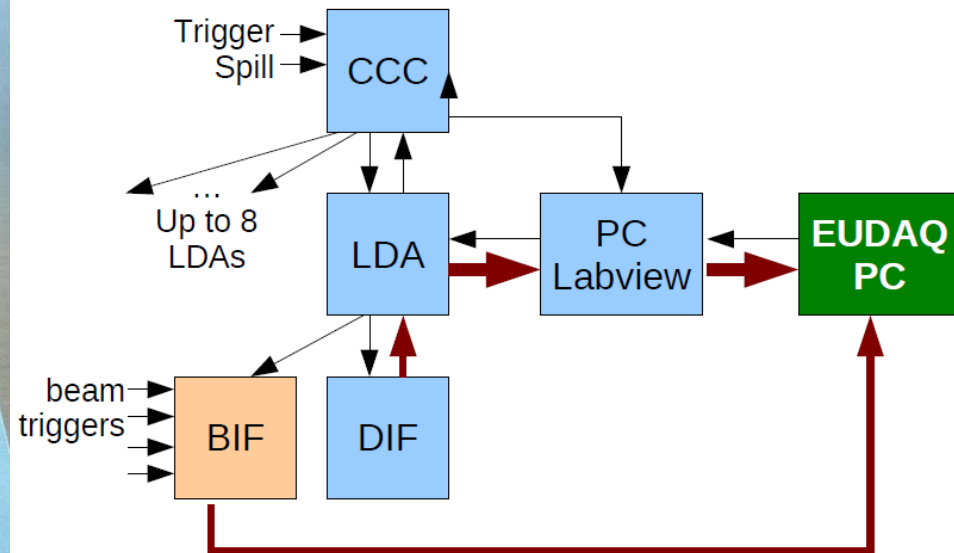 Trigger
Spill
CCC
...
Up to 8
LDAs
LDA
PC
Labview
EUDAQ
PC
beam
triggers
BIF
DIF